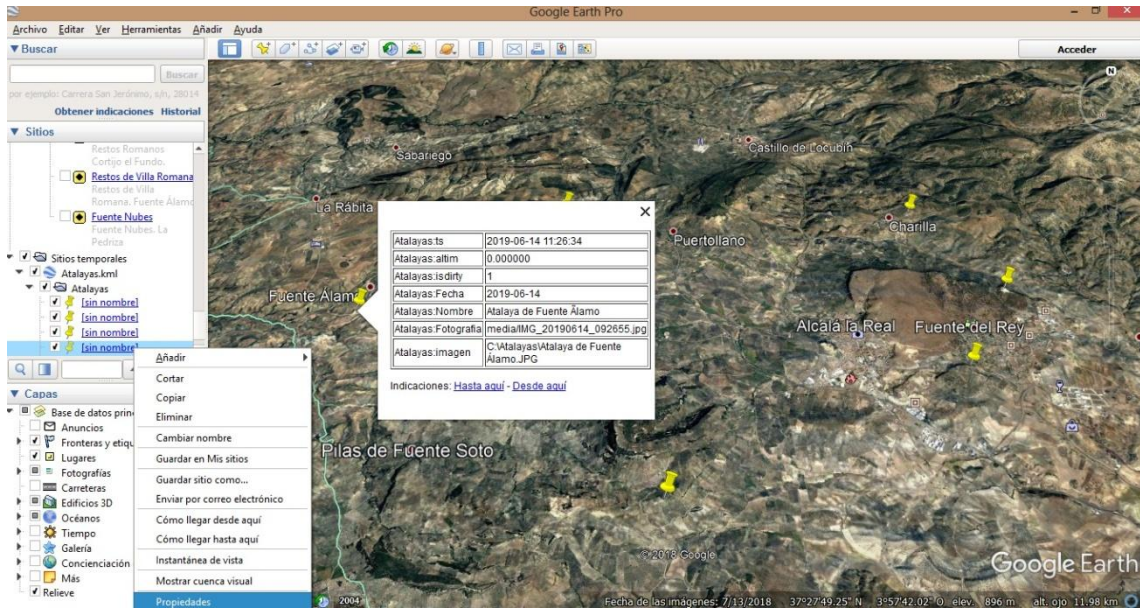 Google Earth Pro
Archivo Editar Ver Herramientas Añadir Ayuda
Buscar
Buscar
por ejemplo: Carrera San Jerónimo, s/n, 28014
Obtener indicaciones Historial
Sitios
Restos Romanos
Cortijo el Fundo.
Restos de Villa Romana
Restos de Villa
Romana. Fuente Álamo
Fuente Nubes
Fuente Nubes. La
Pedriza
Sitios temporales
Atalayas.kml
Atalayas
[sin nombre]
[sin nombre]
[sin nombre]
[sin nombre]
Capas
Base de datos prin
Anuncios
Fronteras y etiqu
Lugares
Fotografías
Carreteras
Edificios 3D
Océanos
Tiempo
Galería
Concienciación
Más
Relieve
Añadir
Cortar
Copiar
Eliminar
Cambiar nombre
Guardar en Mis sitios
Guardar sitio como...
Enviar por correo electrónico
Cómo llegar desde aquí
Cómo llegar hasta aquí
Instantánea de vista
Mostrar cuenca visual
Propiedades
Acceder
N
Sabariego
Castillo de Locubín
La Rábita
Charilla
Puertollano
Fuente Álam
Alcalá la Real
Fuente del Rey
Pilas de Fuente Soto
Atalayas:ts 2019-06-14 11:26:34
Atalayas:altim 0.000000
Atalayas:isdirty 1
Atalayas:Fecha 2019-06-14
Atalayas:Nombre Atalaya de Fuente Álamo
Atalayas:Fotografia media/IMG_20190614_092655.jpg
Atalayas:imagen C:\Atalayas\Atalaya de Fuente
Álamo.JPG
Indicaciones: Hasta aquí - Desde aquí
©2018 Google
Google Earth
2004
Fecha de las imágenes: 7/13/2018 37°27'49.25" N 3°57'42.02" O elev. 896 m alt. ojo 11.98 km